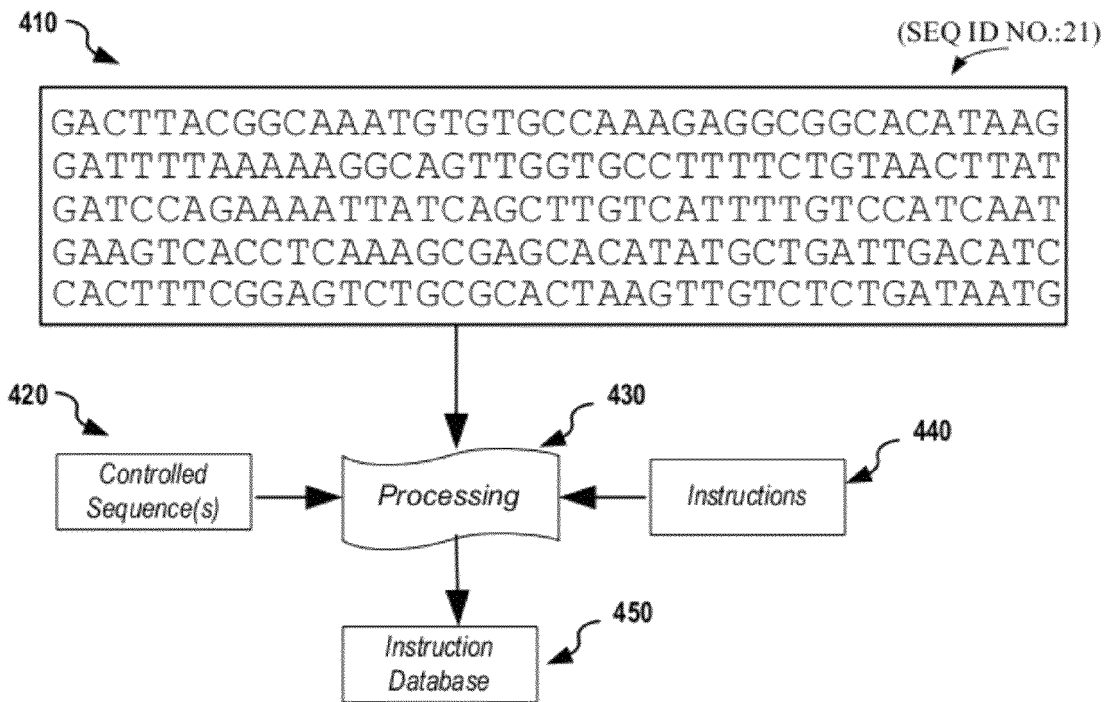 410
(SEQ ID NO.:21)
GACTTACGGCAAATGTGTGCCAAAGAGGCGGCACATAAG
GATTTTAAAAAGGCAGTTGGTGCCTTTTCTGTAACTTAT
GATCCAGAAAATTATCAGCTTGTCATTTTGTCCATCAAT
GAAGTCACCTCAAAGCGAGCACATATGCTGATTGACATC
CACTTTCGGAGTCTGCGCACTAAGTTGTCTCTGATAATG
420
430
440
Controlled
Sequence(s)
Processing
Instructions
450
Instruction
Database